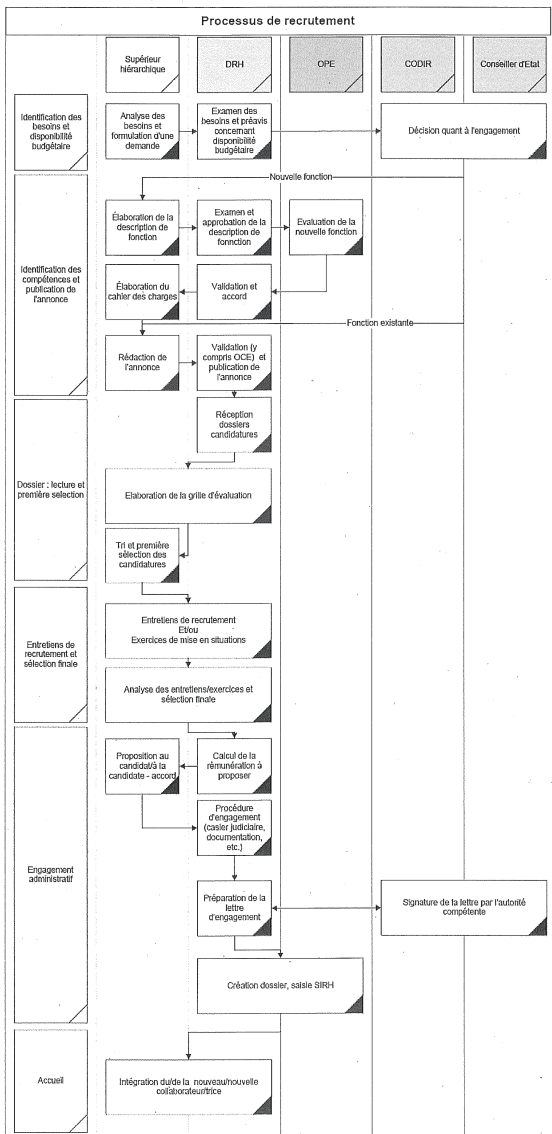 Processus de recrutement
Supérieur
hiérarchique
DRH
OPE
CODIR
Conseiller d'Etat
Identification des
besoins et
disponibilité
budgétaire
Analyse des
besoins et
formulation d'une
demande
Examen des
besoins et préavis
concernant
disponibilité
budgétaire
Décision quant à l'engagement
Nouvelle fonction
Identification des
compétences et
publication de
l'annonce
Élaboration de la
description de
fonction
Examen et
approbation de la
description de
fonnction
Evaluation de la
nouvelle fonction
Élaboration du
cahier des charges
Validation et
accord
Fonction existante
Rédaction de
l'annonce
Validation (y
compris OCE) et
publication de
l'annonce
Réception
dossiers
candidatures
Dossier : lecture et
première selection
Elaboration de la grille d'évaluation
Tri et première
sélection des
candidatures
Entretiens de
recrutement et
sélection finale
Entretiens de recrutement
Et/ou
Exercices de mise en situations
Analyse des entretiens/exercices et
sélection finale
Engagement
administratif
Proposition au
candidat/à la
candidate - accord
Calcul de la
rémunération à
proposer
Procédure
d'engagement
(casier judiciaire,
documentation,
etc.)
Préparation de la
lettre
d'engagement
Signature de la lettre par l'autorité
compétente
Création dossier, saisie SIRH
Accueil
Intégration du/de la nouveau/nouvelle
collaborateur/trice